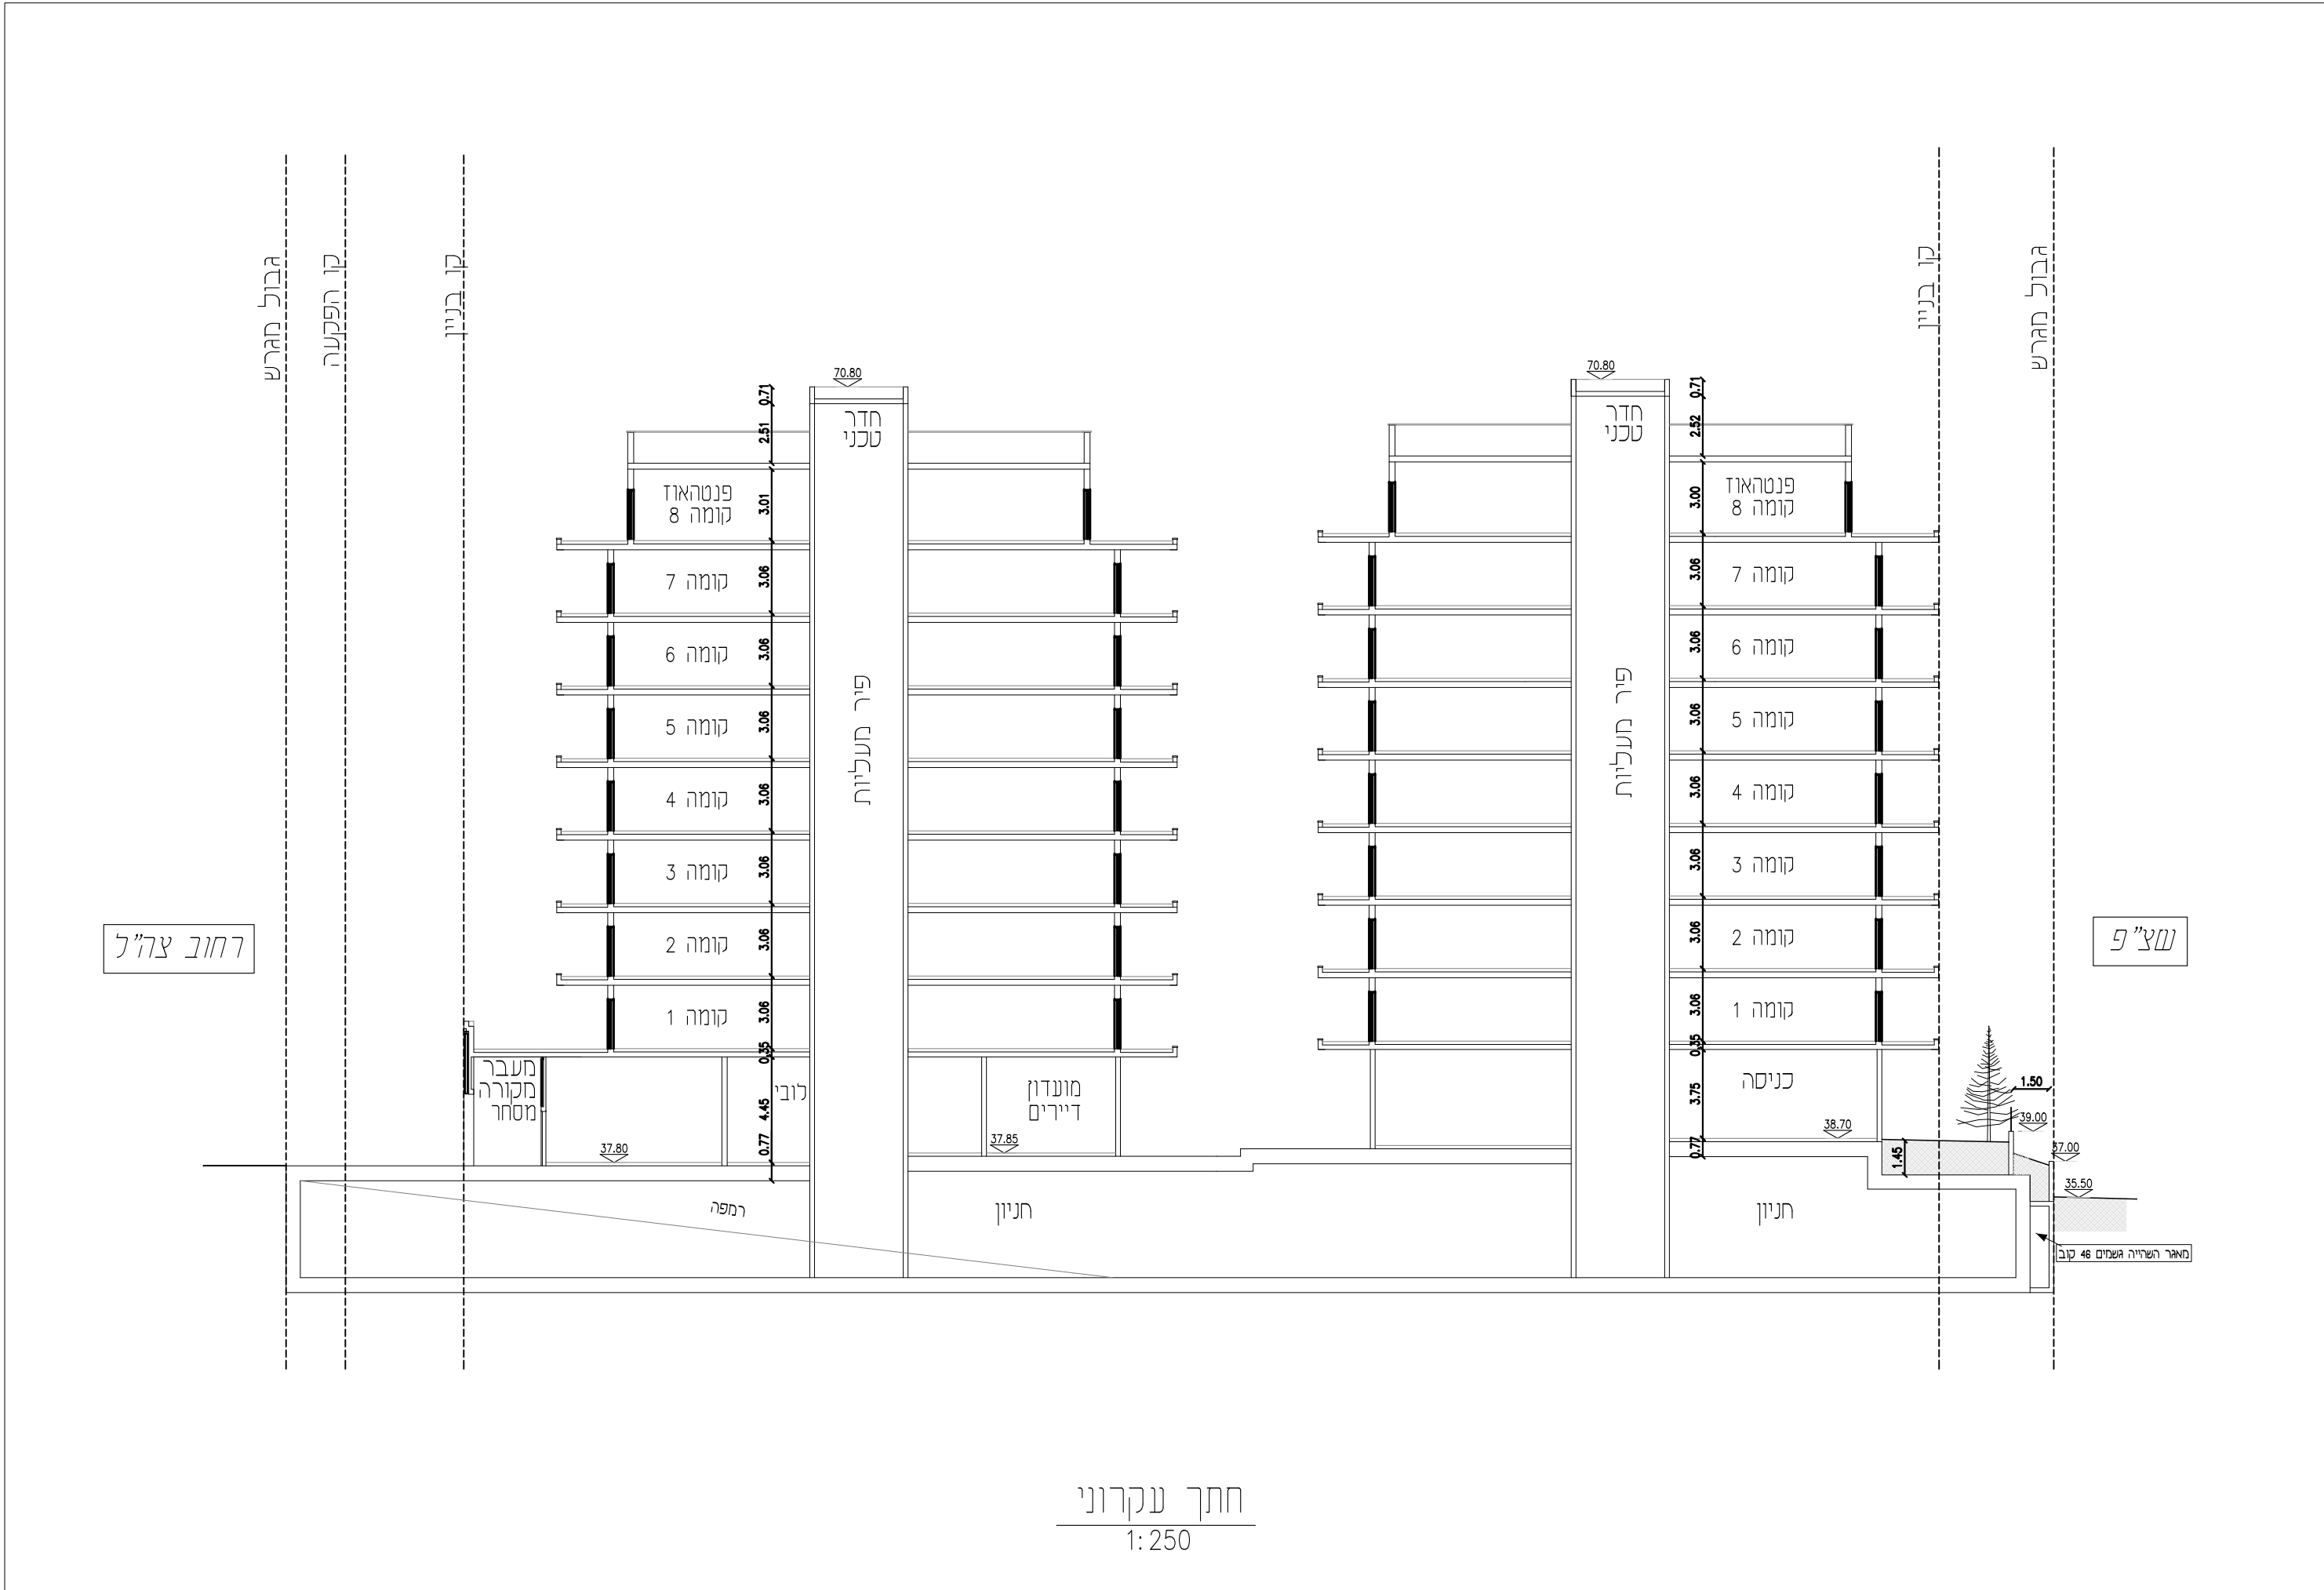 גבול מגרש
קו הפקעה
קו בניין
קו בניין
גבול מגרש
70.80
70.80
0.71
2.51
3.01
3.06
3.06
3.06
3.06
3.06
3.06
3.06
0.35
4.45
0.77
חדר
טכני
פנטהאוז
קומה 8
קומה 7
קומה 6
קומה 5
קומה 4
קומה 3
קומה 2
קומה 1
פיר מעליות
0.71
2.52
3.00
3.06
3.06
3.06
3.06
3.06
3.06
3.06
0.35
3.75
0.77
חדר
טכני
פנטהאוז
קומה 8
קומה 7
קומה 6
קומה 5
קומה 4
קומה 3
קומה 2
קומה 1
פיר מעליות
רחוב צה"ל
שצ"פ
מעבר
מקורה
מסחר
לובי
מועדון
דיירים
כניסה
37.80
37.85
38.70
1.50
39.00
37.00
1.45
35.50
רמפה
חניון
חניון
מאגר השהייה גשמים 46 קוב
חתך עקרוני
1:250